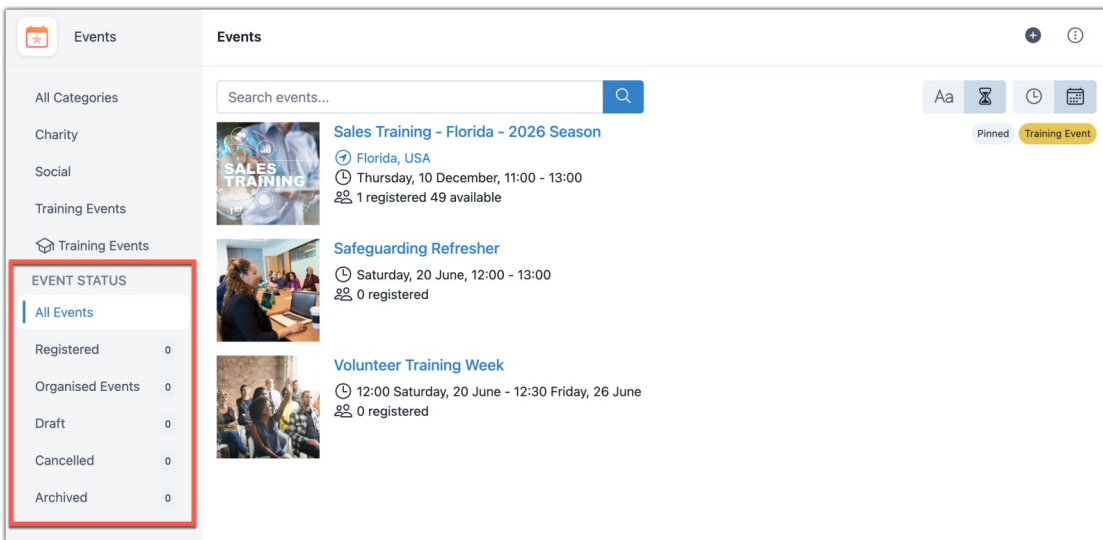 Events
Events
All Categories
Charity
Social
Training Events
Training Events
EVENT STATUS
All Events
Registered 0
Organised Events 0
Draft 0
Cancelled 0
Archived 0
Search events...
Aa
SALES
TRAINING
Sales Training - Florida - 2026 Season
Pinned Training Event
Florida, USA
Thursday, 10 December, 11:00 - 13:00
1 registered 49 available
Safeguarding Refresher
Saturday, 20 June, 12:00 - 13:00
0 registered
Volunteer Training Week
12:00 Saturday, 20 June - 12:30 Friday, 26 June
0 registered